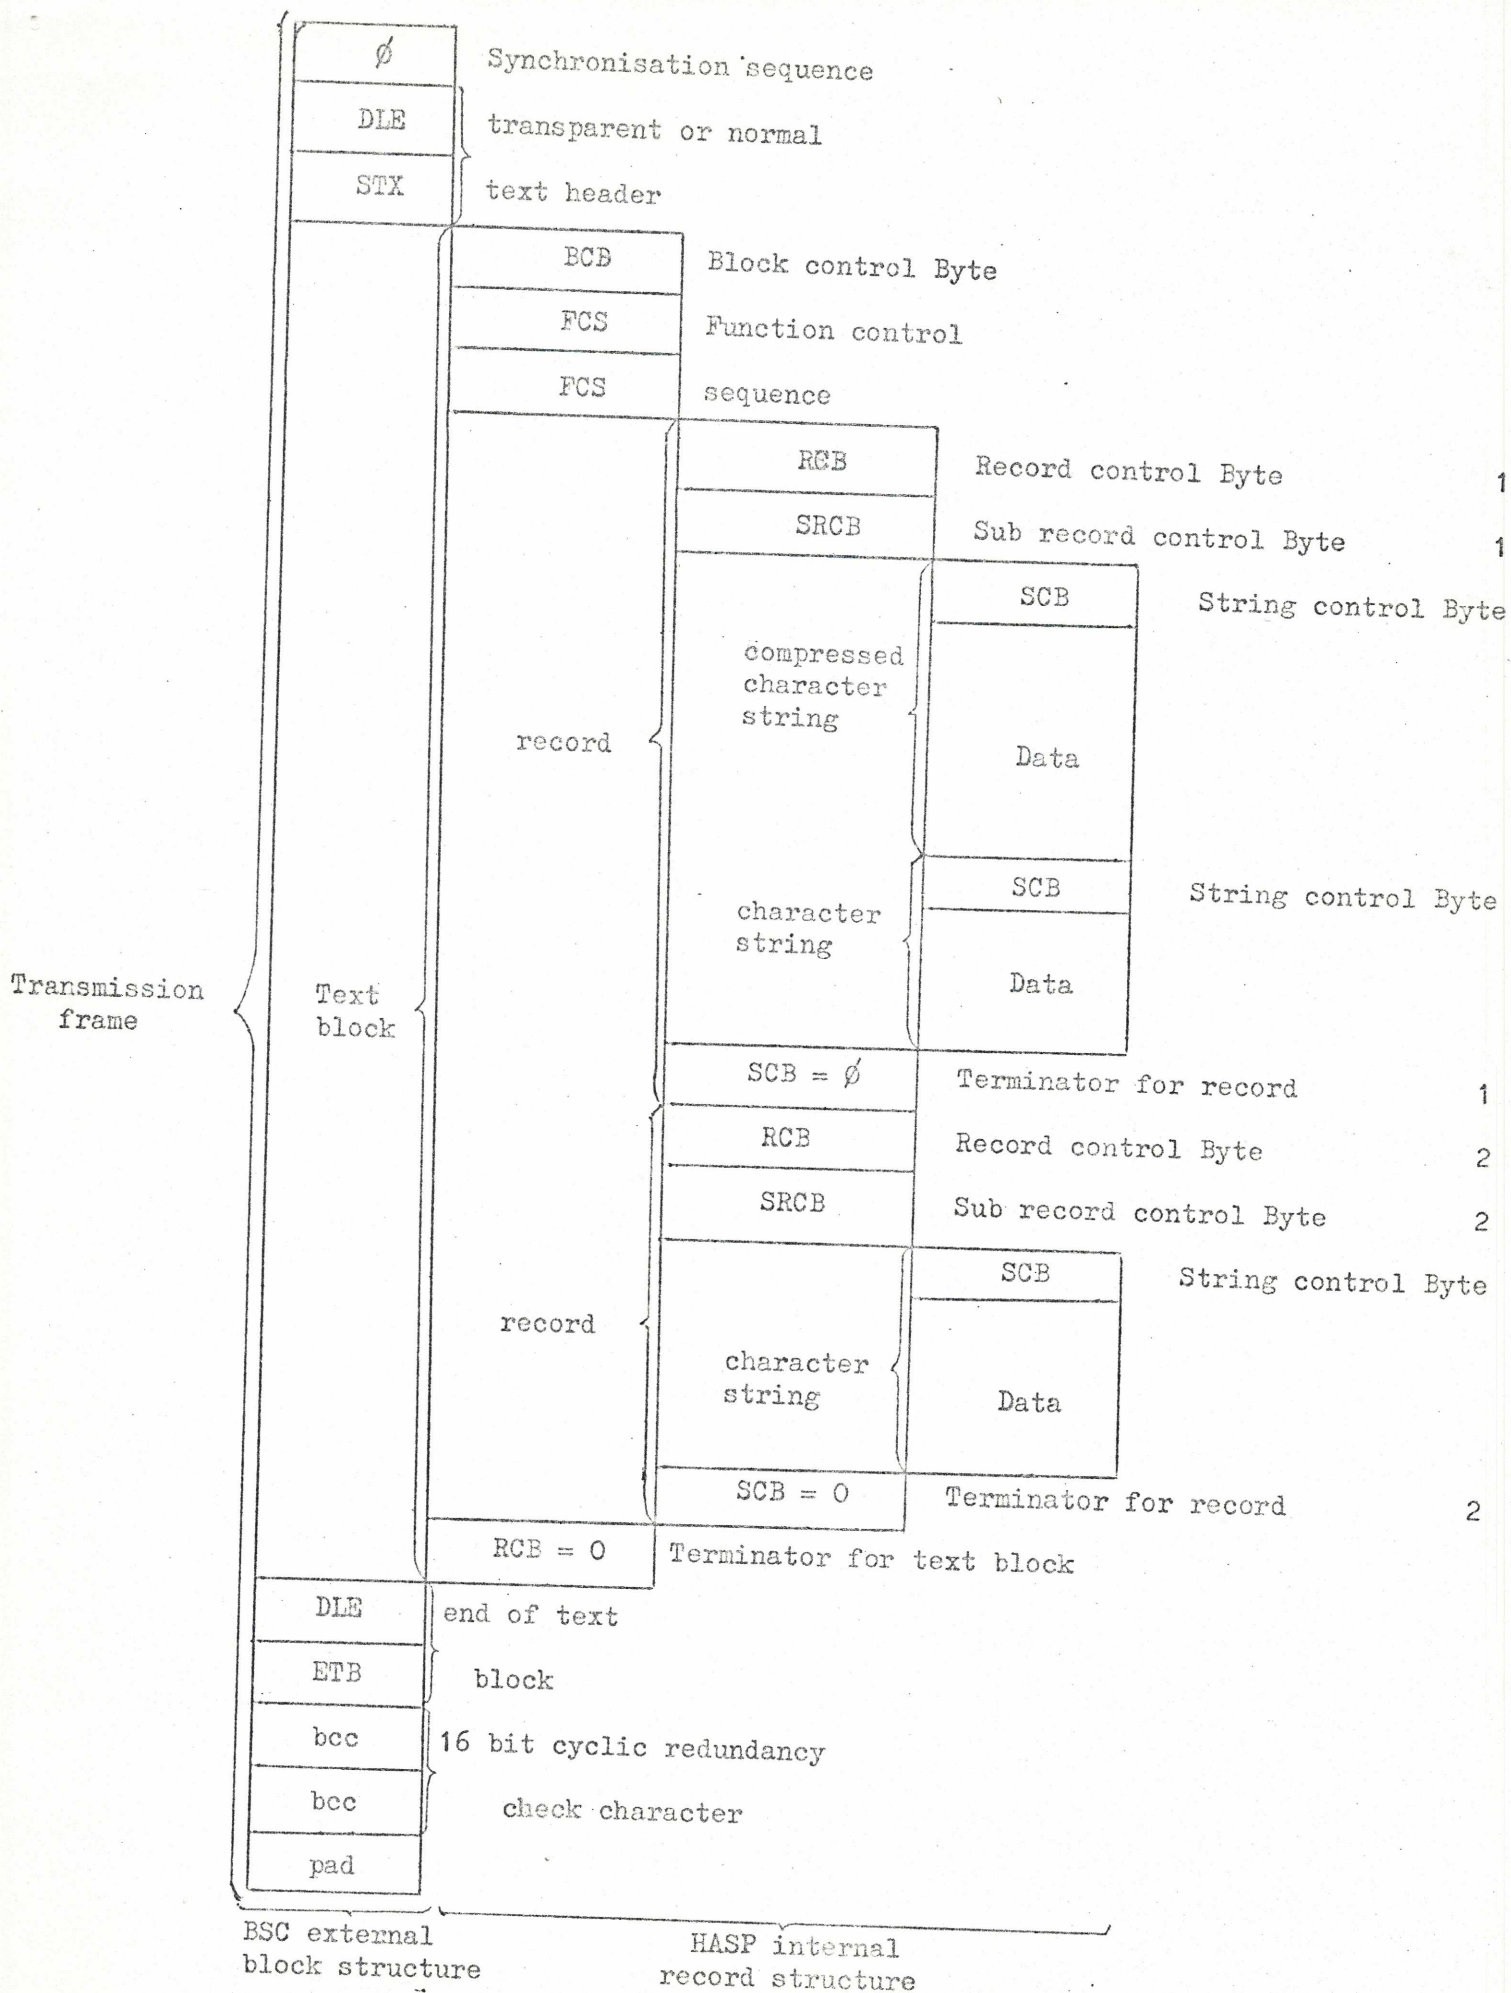 Ø Synchronisation sequence
DLE transparent or normal
STX text header
BCB Block control Byte
FCS Function control
FCS sequence
RCB Record control Byte 1
SRCB Sub record control Byte 1
SCB String control Byte
compressed
character
string
record
Data
SCB String control Byte
character
string
Data
Transmission
frame
Text
block
SCB = Ø Terminator for record 1
RCB Record control Byte 2
SRCB Sub record control Byte 2
SCB String control Byte
record
character
string
Data
SCB = 0 Terminator for record 2
RCB = 0 Terminator for text block
DLE end of text
ETB block
bcc 16 bit cyclic redundancy
bcc check character
pad
BSC external
block structure
HASP internal
record structure